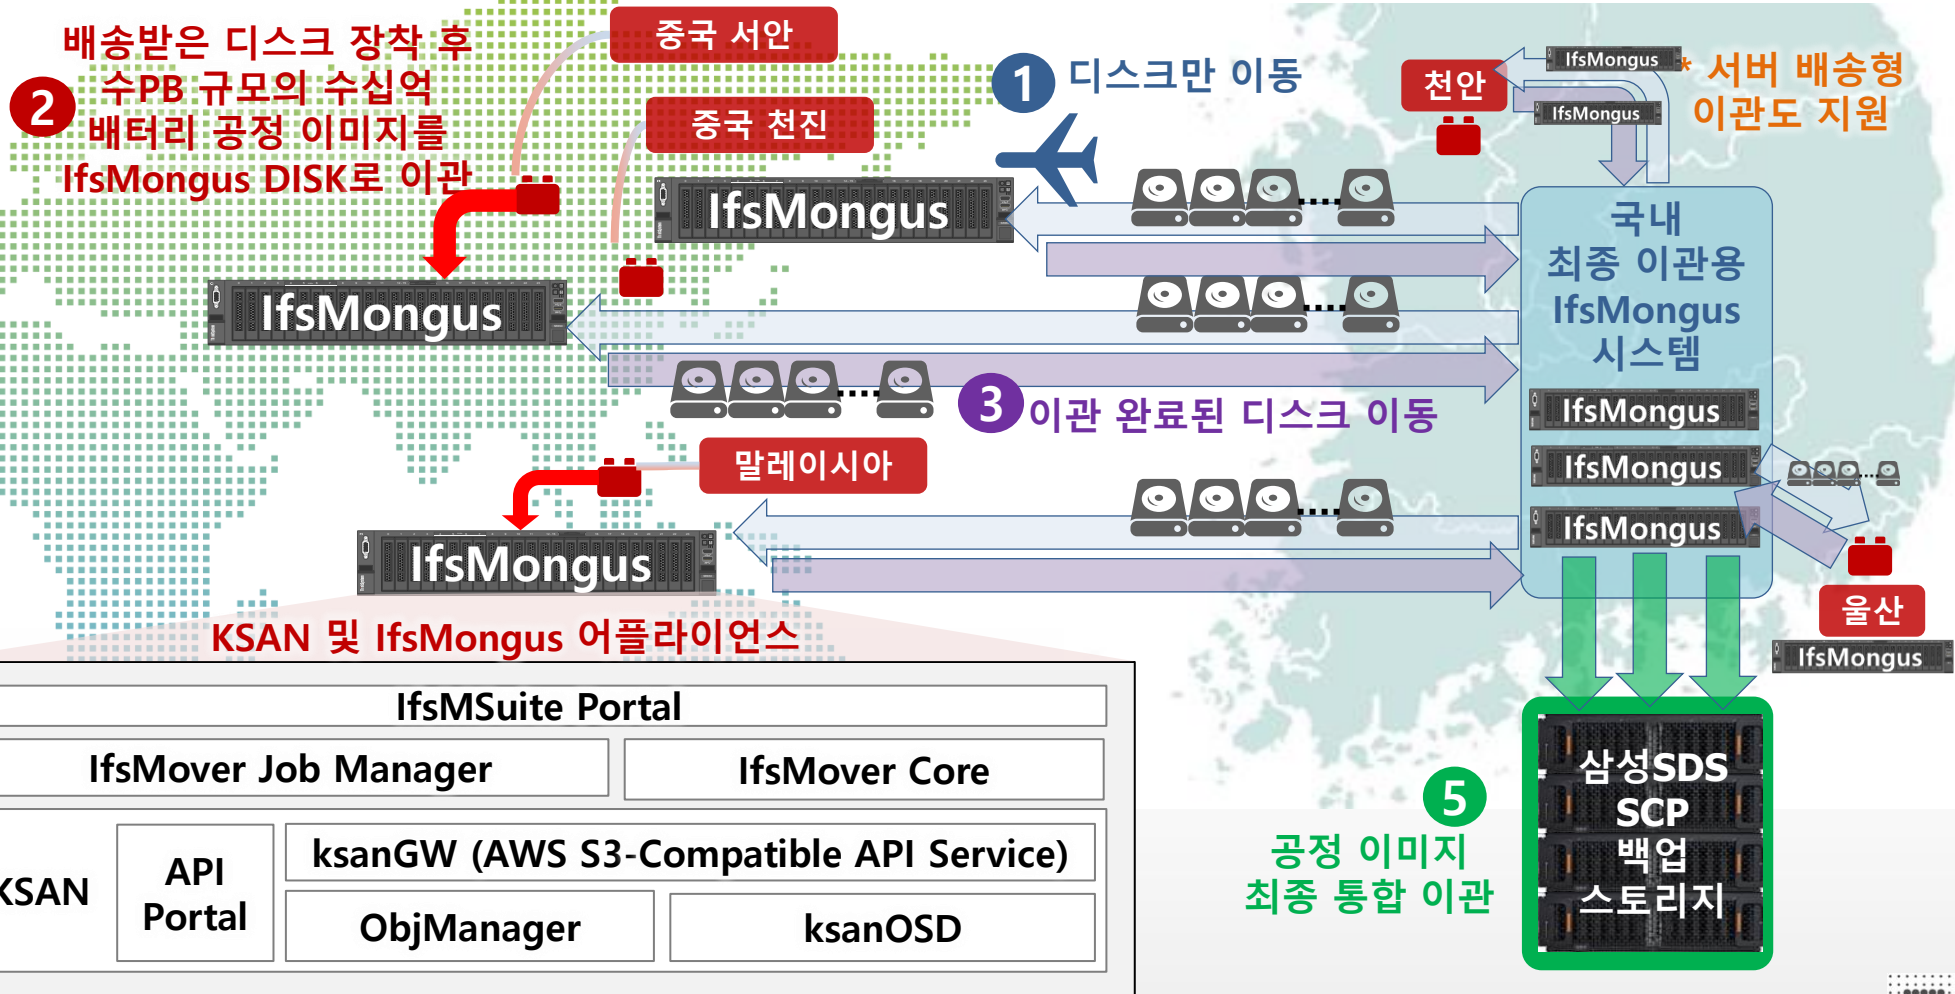 2
배송받은 디스크 장착 후
수PB 규모의 수십억
배터리 공정 이미지를
IfsMongus DISK로 이관
중국 서안
중국 천진
1 디스크만 이동
천안
IfsMongus
IfsMongus
* 서버 배송형
이관도 지원
IfsMongus
IfsMongus
국내
최종 이관용
IfsMongus
시스템
IfsMongus
IfsMongus
IfsMongus
3 이관 완료된 디스크 이동
말레이시아
IfsMongus
울산
IfsMongus
KSAN 및 IfsMongus 어플라이언스
IfsMSuite Portal
IfsMover Job Manager
IfsMover Core
KSAN
API
Portal
ksanGW (AWS S3-Compatible API Service)
ObjManager
ksanOSD
5
공정 이미지
최종 통합 이관
삼성SDS
SCP
백업
스토리지